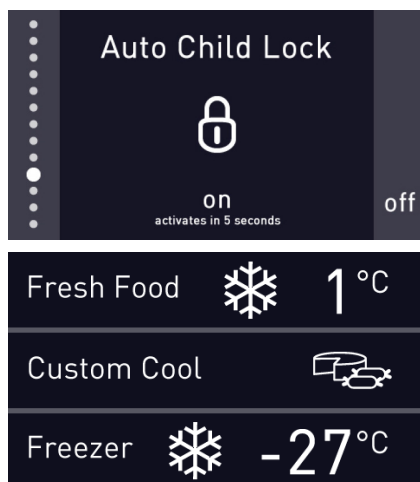 Auto Child Lock
on
off
activates in 5 seconds
Fresh Food 1°C
Custom Cool
Freezer -27°C